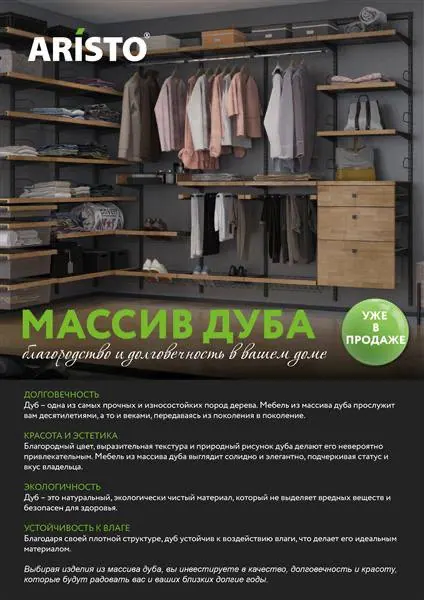 ARISTO®
МАССИВ ДУБА
благородство и долговечность в вашем доме
УЖЕ
В
ПРОДАЖЕ
ДОЛГОВЕЧНОСТЬ
Дуб – одна из самых прочных и износостойких пород дерева. Мебель из массива дуба прослужит
вам десятилетиями, а то и веками, передаваясь из поколения в поколение.
КРАСОТА И ЭСТЕТИКА
Благородный цвет, выразительная текстура и природный рисунок дуба делают его невероятно
привлекательным. Мебель из массива дуба выглядит солидно и элегантно, подчеркивая статус и
вкус владельца.
ЭКОЛОГИЧНОСТЬ
Дуб – это натуральный, экологически чистый материал, который не выделяет вредных веществ и
безопасен для здоровья.
УСТОЙЧИВОСТЬ К ВЛАГЕ
Благодаря своей плотной структуре, дуб устойчив к воздействию влаги, что делает его идеальным
материалом.
Выбирая изделия из массива дуба, вы инвестируете в качество, долговечность и красоту,
которые будут радовать вас и ваших близких долгие годы.